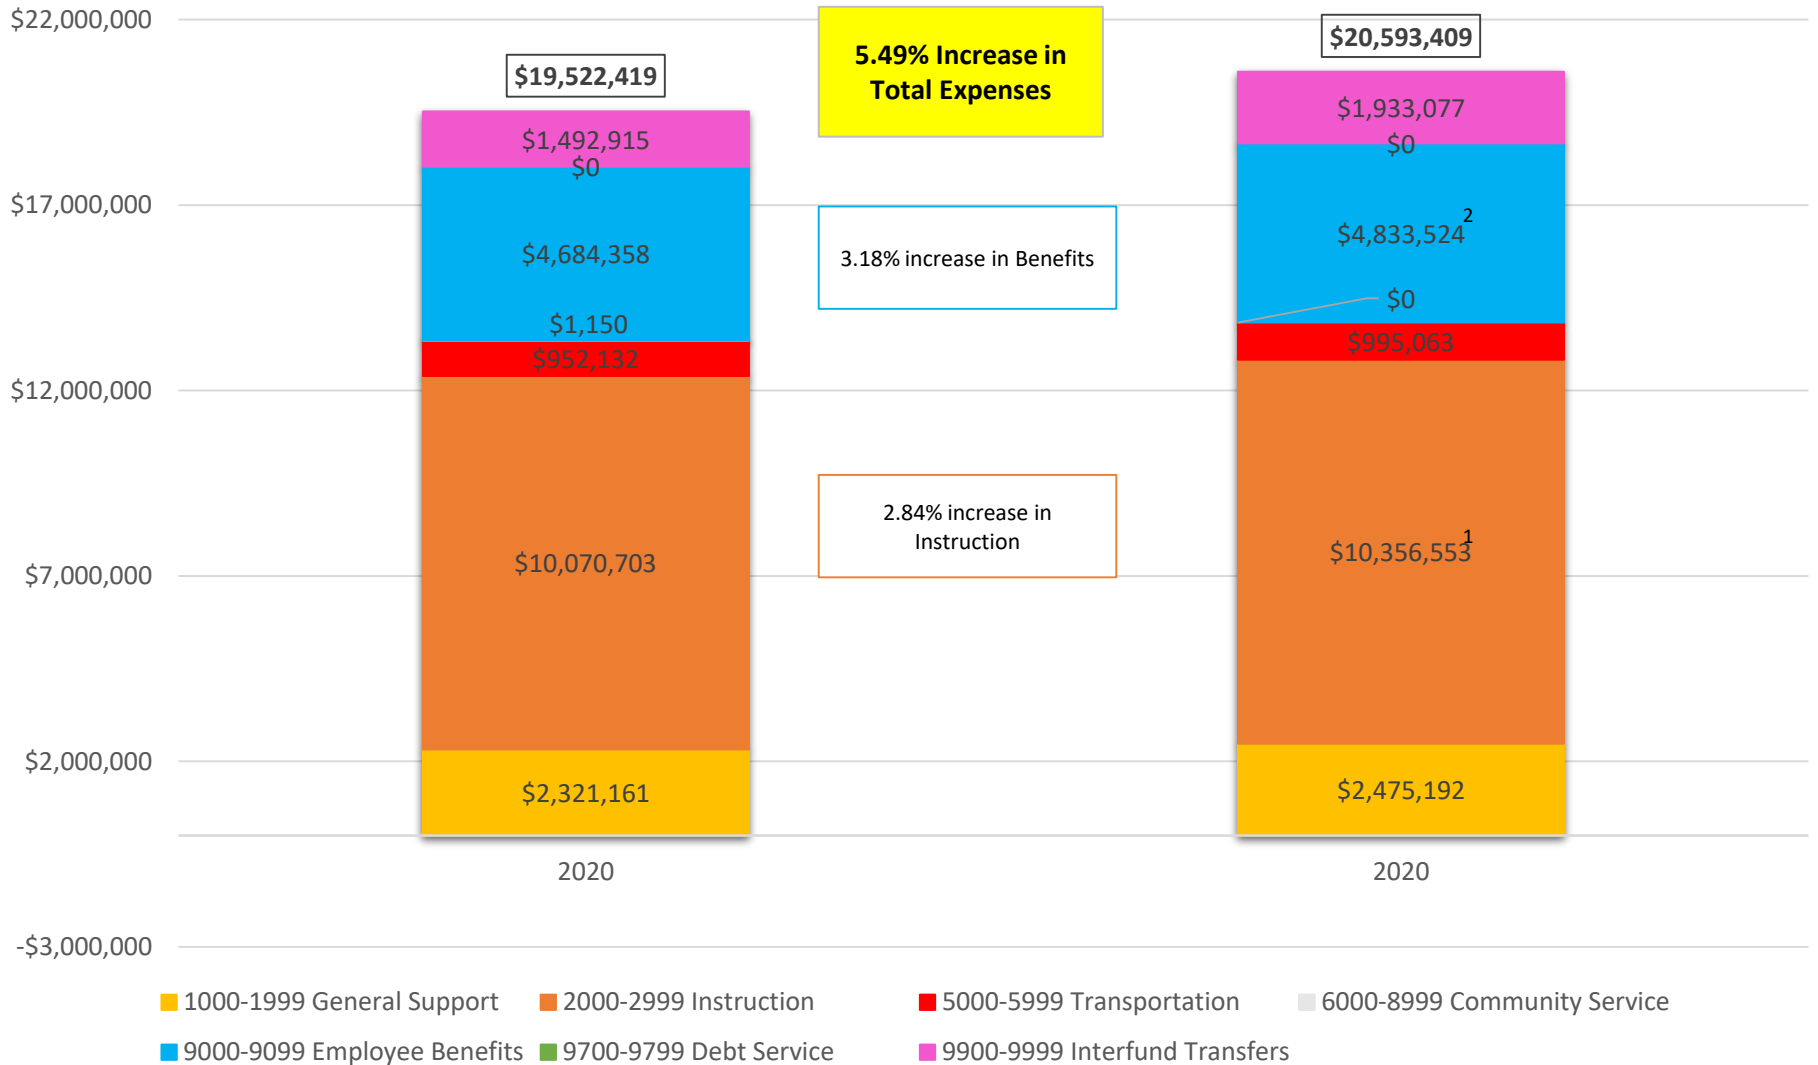 $22,000,000
$17,000,000
$12,000,000
$7,000,000
$2,000,000
-$3,000,000
$19,522,419
$1,492,915
$0
$4,684,358
$1,150
$952,132
$10,070,703
$2,321,161
2020
5.49% Increase in
Total Expenses
3.18% increase in Benefits
2.84% increase in
Instruction
$20,593,409
$1,933,077
$0
$4,833,524 2
$0
$995,063
$10,356,553 1
$2,475,192
2020
1000-1999 General Support
2000-2999 Instruction
5000-5999 Transportation
6000-8999 Community Service
9000-9099 Employee Benefits
9700-9799 Debt Service
9900-9999 Interfund Transfers